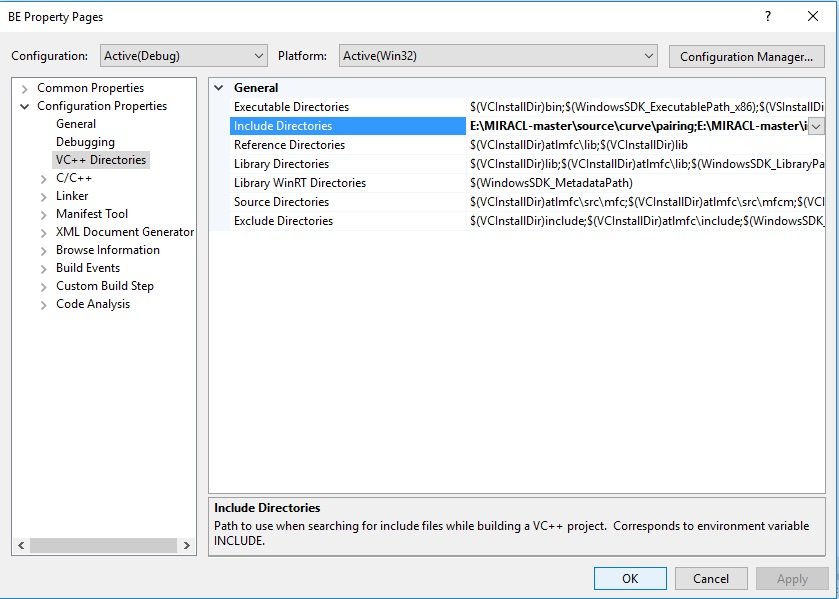 BE Property Pages
?
Configuration: Active(Debug) Platform: Active(Win32) Configuration Manager...
Common Properties
Configuration Properties
General
Debugging
VC++ Directories
C/C++
Linker
Manifest Tool
XML Document Generator
Browse Information
Build Events
Custom Build Step
Code Analysis
General
Executable Directories $(VCInstallDir)bin;$(WindowsSDK_ExecutablePath_x86);$(VSInstallDi
Include Directories E:\MIRACL-master\source\curve\pairing;E:\MIRACL-master\i
Reference Directories $(VCInstallDir)atlmfc\lib;$(VCInstallDir)lib
Library Directories $(VCInstallDir)lib;$(VCInstallDir)atlmfc\lib;$(WindowsSDK_LibraryPa
Library WinRT Directories $(WindowsSDK_MetadataPath)
Source Directories $(VCInstallDir)atlmfc\src\mfc;$(VCInstallDir)atlmfc\src\mfcm;$(VCI
Exclude Directories $(VCInstallDir)include;$(VCInstallDir)atlmfc\include;$(WindowsSDK_
Include Directories
Path to use when searching for include files while building a VC++ project.  Corresponds to environment variable
INCLUDE.
OK Cancel Apply